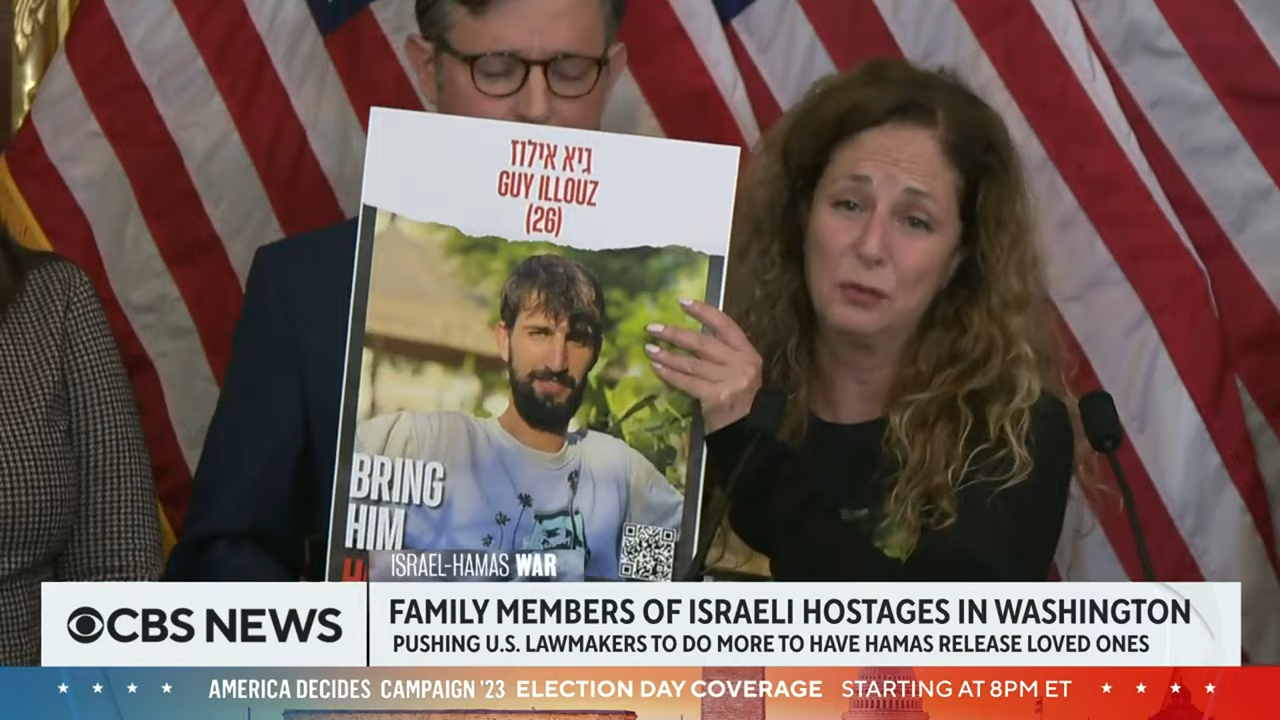 גיא אילוז
GUY ILLOUZ
(26)
BRING
HIM
ISRAEL-HAMAS WAR
CBS NEWS
FAMILY MEMBERS OF ISRAELI HOSTAGES IN WASHINGTON
PUSHING U.S. LAWMAKERS TO DO MORE TO HAVE HAMAS RELEASE LOVED ONES
AMERICA DECIDES CAMPAIGN '23 ELECTION DAY COVERAGE STARTING AT 8PM ET